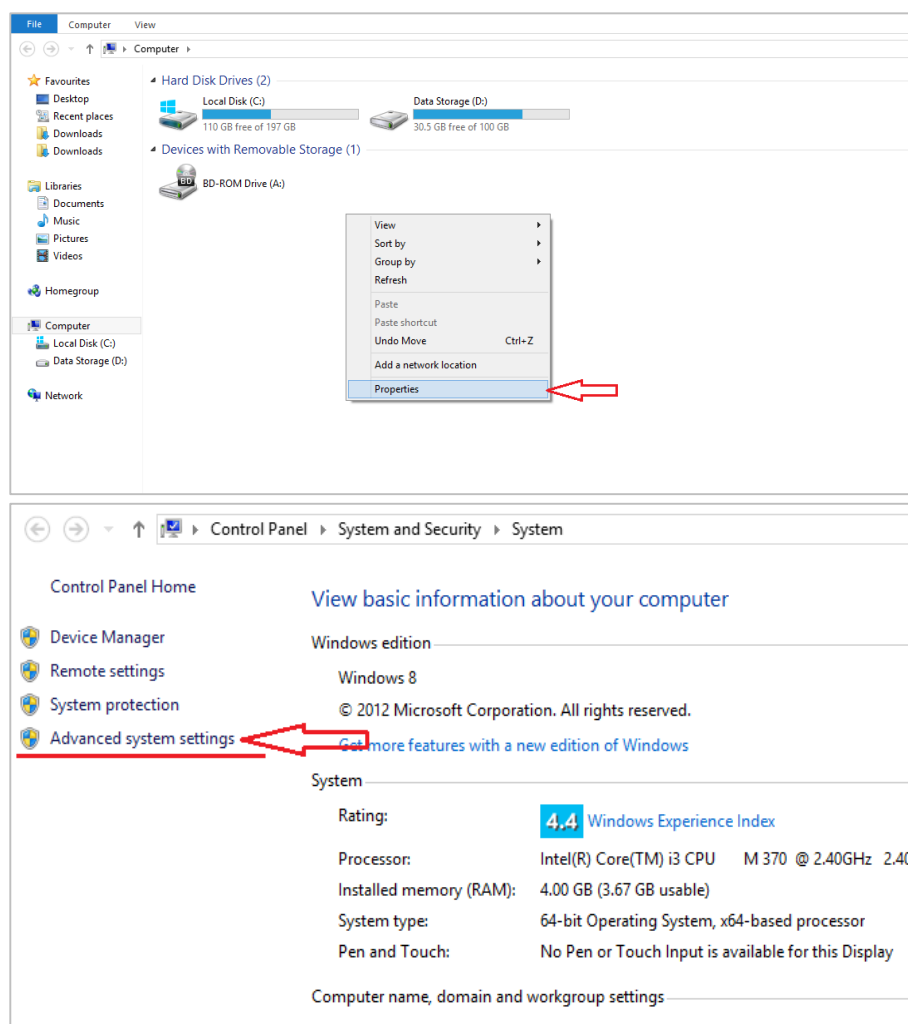 File Computer View
Computer
Favourites
Desktop
Recent places
Downloads
Downloads
Libraries
Documents
Music
Pictures
Videos
Homegroup
Computer
Local Disk (C:)
Data Storage (D:)
Network
Hard Disk Drives (2)
Local Disk (C:)
110 GB free of 197 GB
Data Storage (D:)
30.5 GB free of 100 GB
Devices with Removable Storage (1)
BD
BD-ROM Drive (A:)
View
Sort by
Group by
Refresh
Paste
Paste shortcut
Undo Move Ctrl+Z
Add a network location
Properties
Control Panel System and Security System
Control Panel Home
Device Manager
Remote settings
System protection
Advanced system settings
View basic information about your computer
Windows edition
Windows 8
© 2012 Microsoft Corporation. All rights reserved.
Get more features with a new edition of Windows
System
Rating: 4.4 Windows Experience Index
Processor: Intel(R) Core(TM) i3 CPU M 370 @ 2.40GHz 2.40
Installed memory (RAM): 4.00 GB (3.67 GB usable)
System type: 64-bit Operating System, x64-based processor
Pen and Touch: No Pen or Touch Input is available for this Display
Computer name, domain and workgroup settings